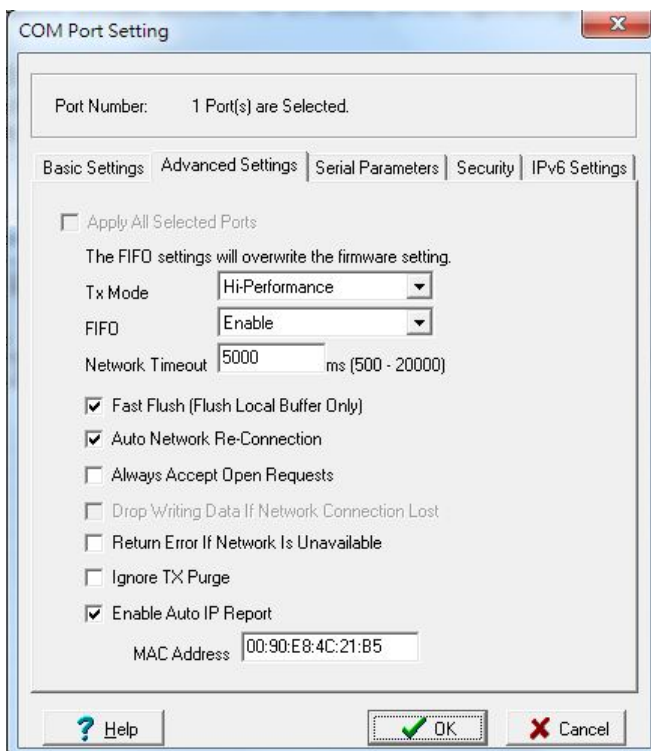 COM Port Setting
Port Number: 1 Port(s) are Selected.
Basic Settings Advanced Settings Serial Parameters Security IPv6 Settings
Apply All Selected Ports
The FIFO settings will overwrite the firmware setting.
Tx Mode Hi-Performance
FIFO Enable
Network Timeout 5000 ms (500 - 20000)
Fast Flush (Flush Local Buffer Only)
Auto Network Re-Connection
Always Accept Open Requests
Drop Writing Data If Network Connection Lost
Return Error If Network Is Unavailable
Ignore TX Purge
Enable Auto IP Report
MAC Address 00:90:E8:4C:21:B5
? Help OK Cancel